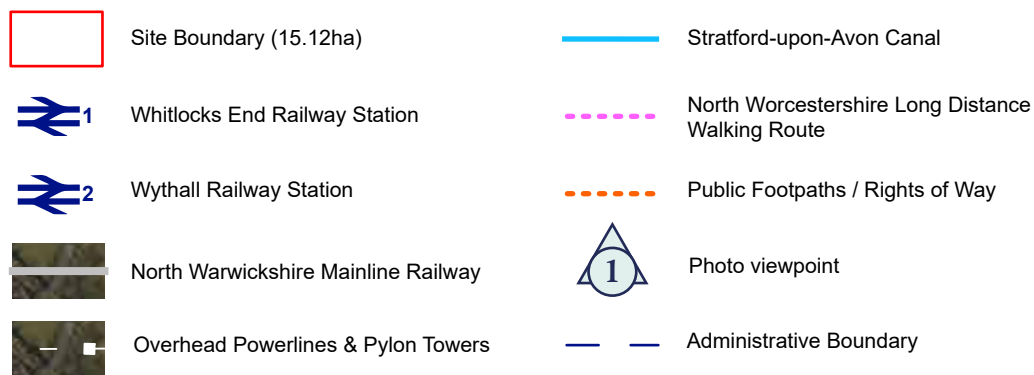 Site Boundary (15.12ha)
1
Whitlocks End Railway Station
2
Wythall Railway Station
North Warwickshire Mainline Railway
Overhead Powerlines & Pylon Towers
Stratford-upon-Avon Canal
North Worcestershire Long Distance
Walking Route
Public Footpaths / Rights of Way
1
Photo viewpoint
Administrative Boundary